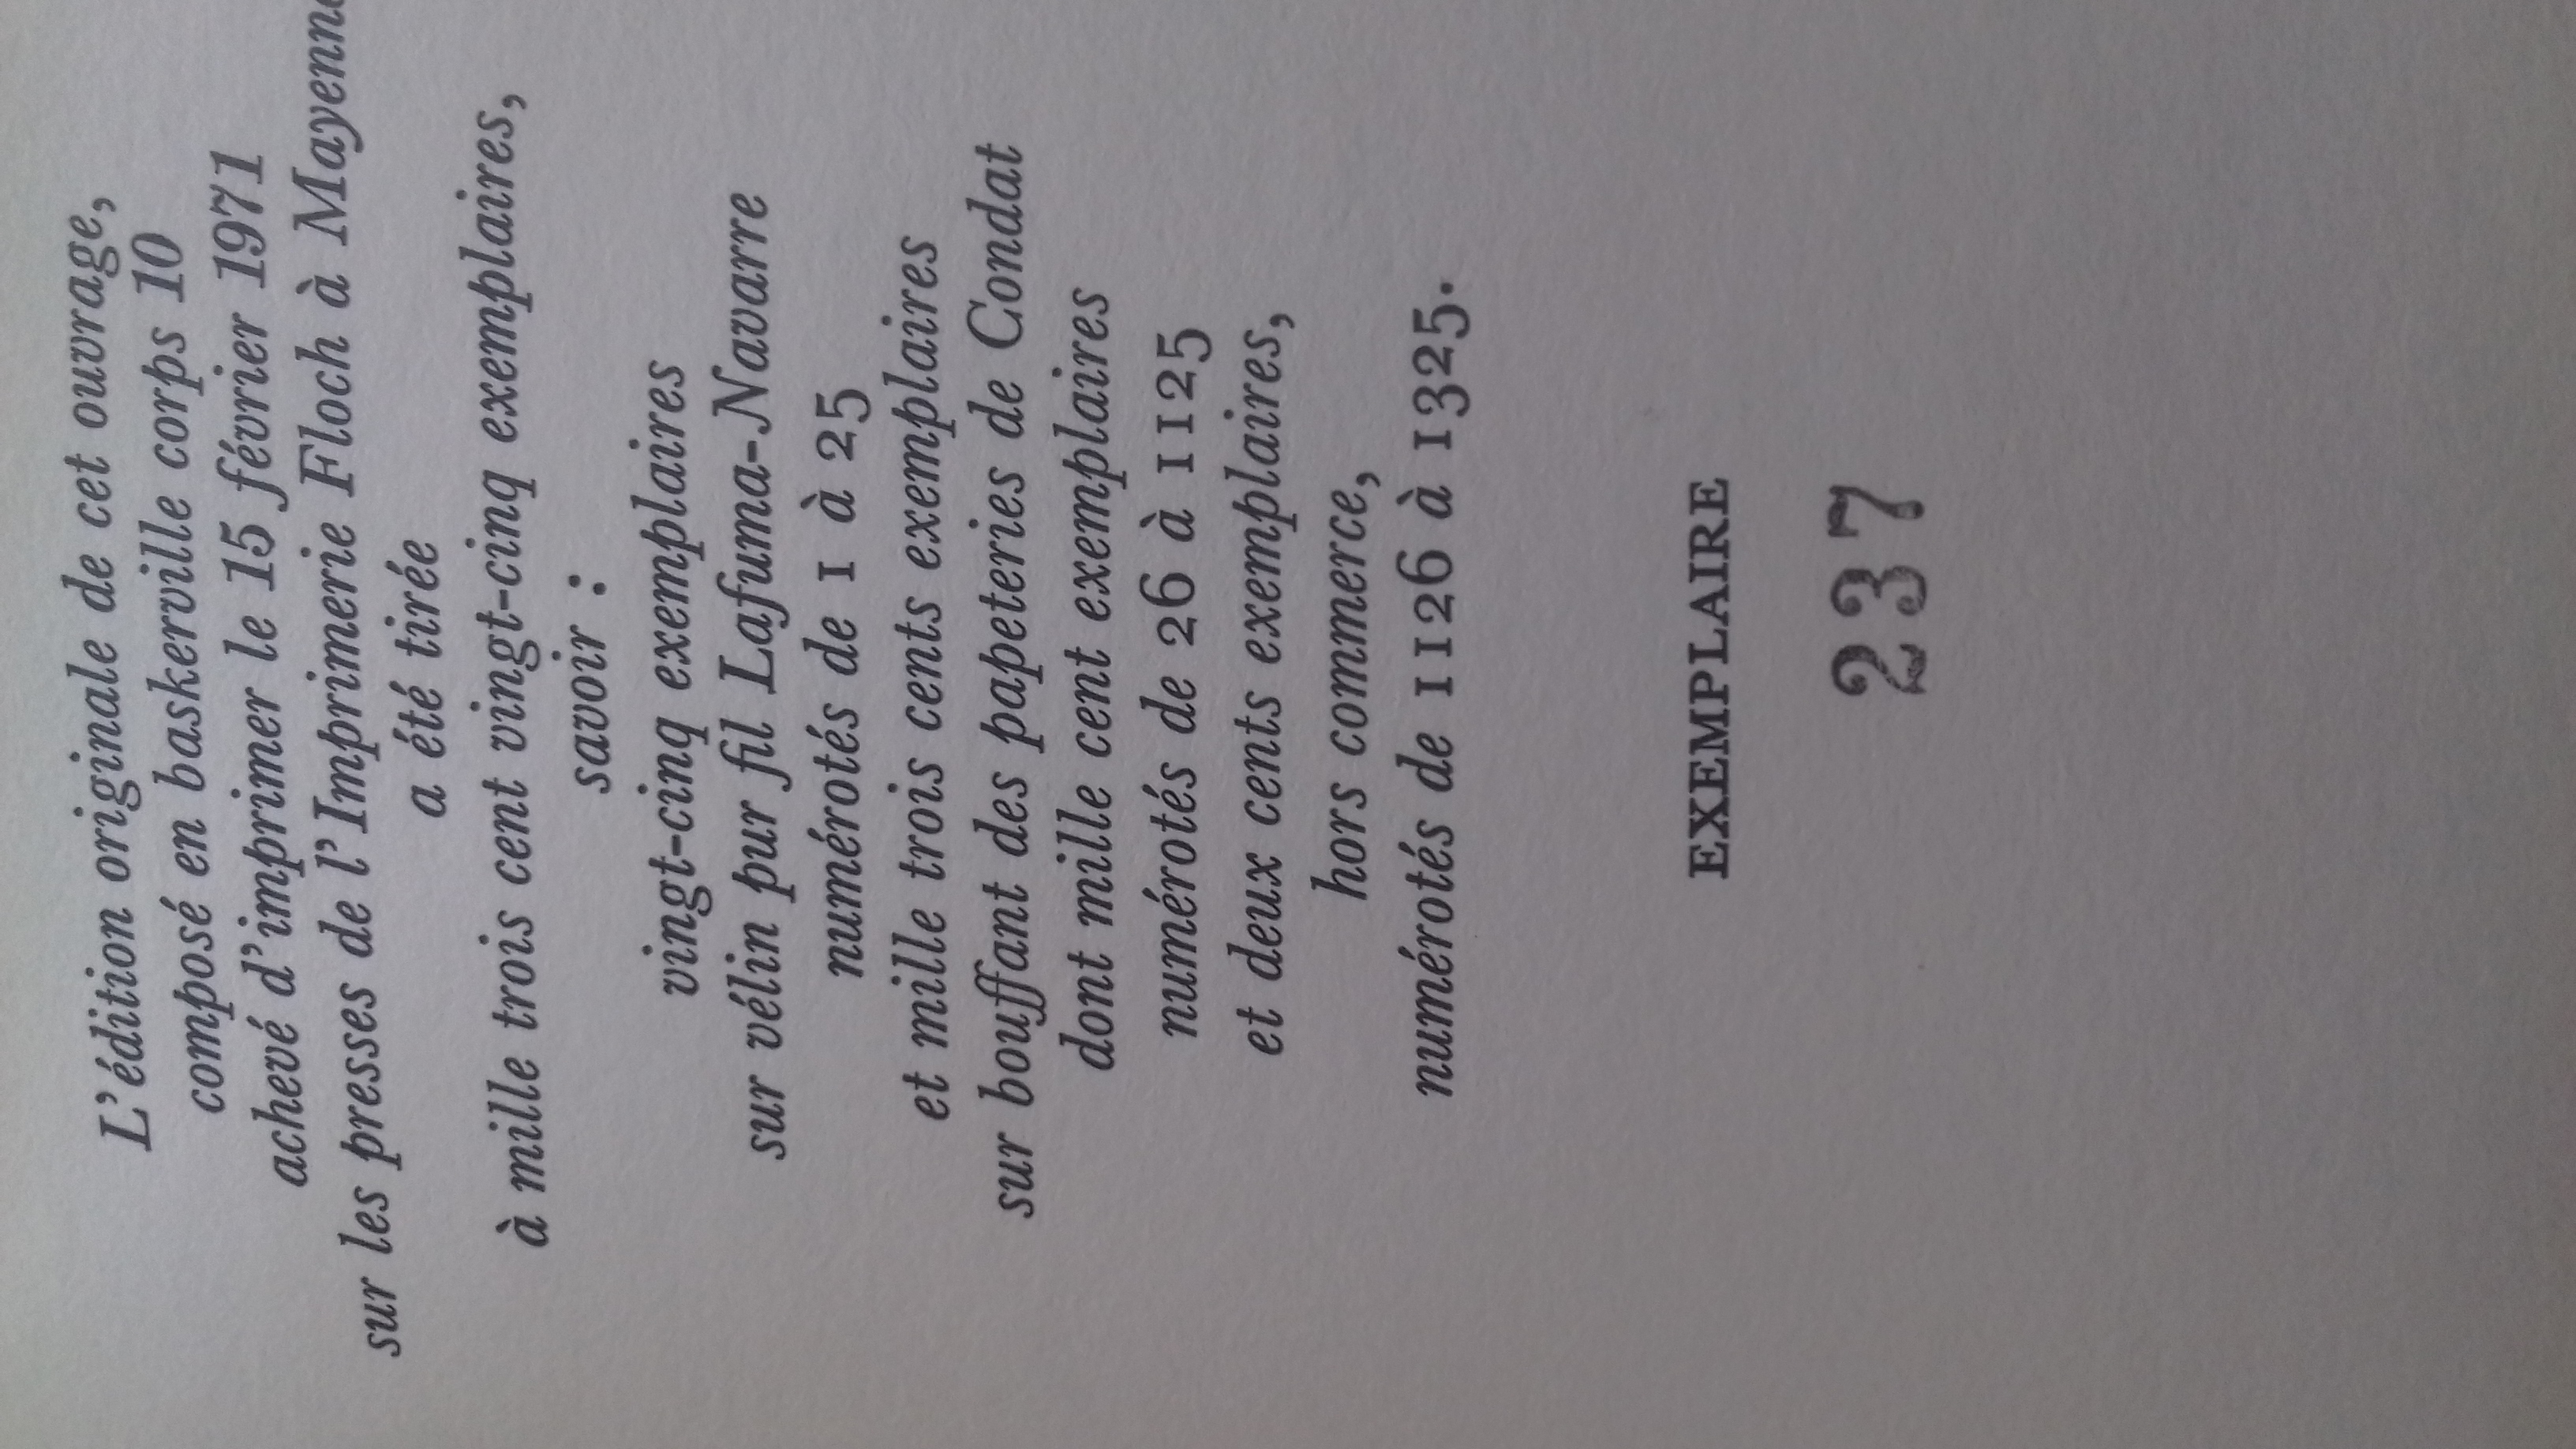 L'édition originale de cet ouvrage,
composé en baskerville corps 10
achevé d'imprimer le 15 février 1971
sur les presses de l'Imprimerie Floch à Mayenne
a été tirée
à mille trois cent vingt-cinq exemplaires,
savoir :
vingt-cinq exemplaires
sur vélin pur fil Lafuma-Navarre
numérotés de 1 à 25
et mille trois cents exemplaires
sur bouffant des papeteries de Condat
dont mille cent exemplaires
numérotés de 26 à 1125
et deux cents exemplaires,
hors commerce,
numérotés de 1126 à 1325.
EXEMPLAIRE
237